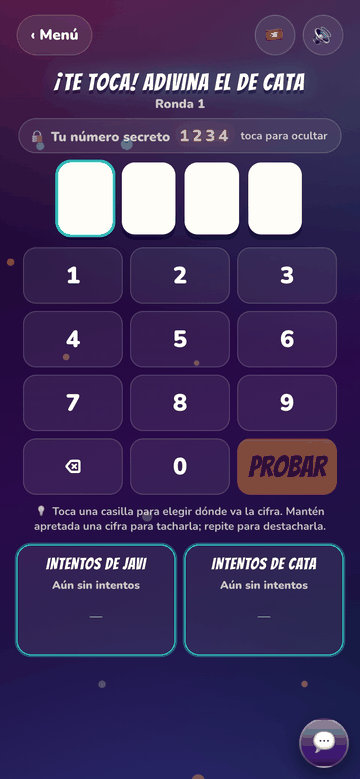 ‹ Menú
¡TE TOCA! ADIVINA EL DE CATA
Ronda 1
Tu número secreto 1234 toca para ocultar
1 2 3
4 5 6
7 8 9
0 PROBAR
Toca una casilla para elegir dónde va la cifra. Mantén
apretada una cifra para tacharla; repite para destacharla.
INTENTOS DE JAVI
Aún sin intentos
—
INTENTOS DE CATA
Aún sin intentos
—